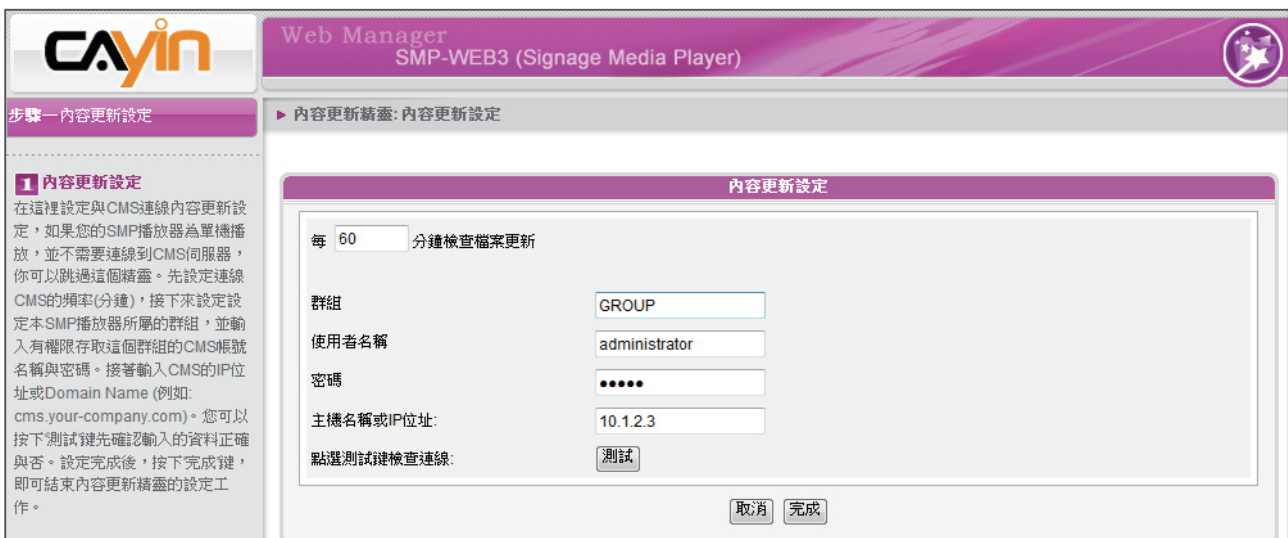 CAYIN
Web Manager
SMP-WEB3 (Signage Media Player)
步驟一內容更新設定
內容更新精靈: 內容更新設定
1 內容更新設定
在這裡設定與CMS連線內容更新設
定，如果您的SMP播放器為單機播
放，並不需要連線到CMS伺服器，
你可以跳過這個精靈。先設定連線
CMS的頻率(分鐘)，接下來設定設
定本SMP播放器所屬的群組，並輸
入有權限存取這個群組的CMS帳號
名稱與密碼。接著輸入CMS的IP位
址或Domain Name (例如:
cms.your-company.com)。您可以
按下'測試'鍵先確認輸入的資料正確
與否。設定完成後，按下'完成'鍵，
即可結束內容更新精靈的設定工
作。
內容更新設定
每 60 分鐘檢查檔案更新
群組 GROUP
使用者名稱 administrator
密碼 •••••
主機名稱或IP位址: 10.1.2.3
點選測試鍵檢查連線: 測試
取消 完成